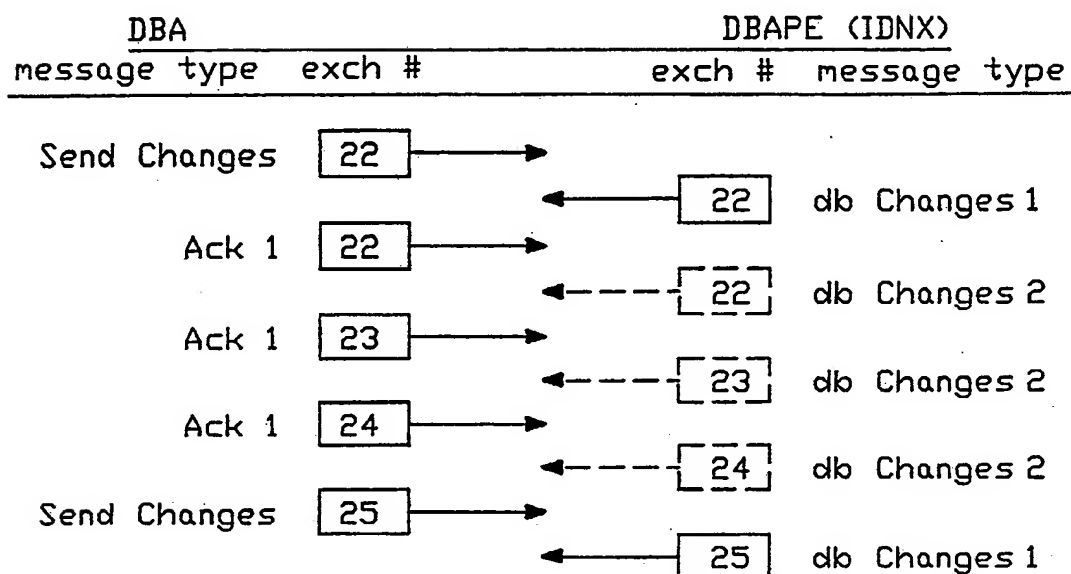 DBA DBAPE (IDNX)
message type exch # exch # message type
Send Changes 22
22 db Changes 1
Ack 1 22
22 db Changes 2
Ack 1 23
23 db Changes 2
Ack 1 24
24 db Changes 2
Send Changes 25
25 db Changes 1